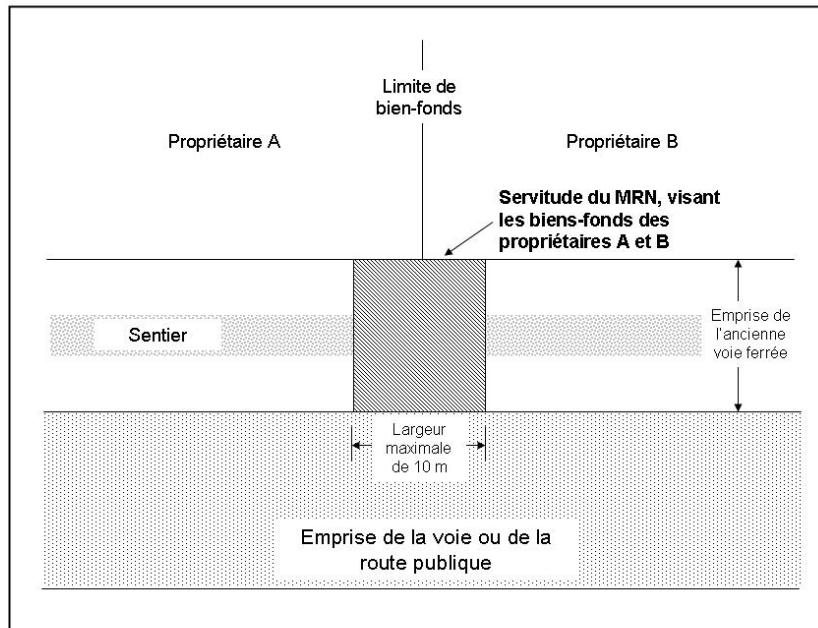 Limite de
bien-fonds
Propriétaire A
Propriétaire B
Servitude du MRN, visant
les biens-fonds des
propriétaires A et B
Sentier
Emprise de
l'ancienne
voie ferrée
Largeur
maximale
de 10 m
Emprise de la voie ou de la
route publique